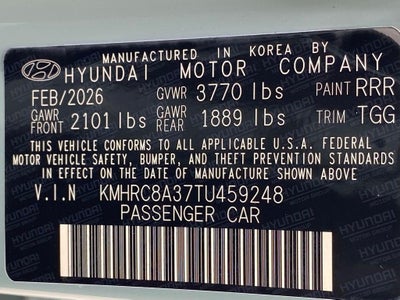 MANUFACTURED IN KOREA BY
HYUNDAI MOTOR COMPANY
FEB/2026 GVWR 3770 lbs PAINT RRR
GAWR FRONT 2101 lbs GAWR REAR 1889 lbs TRIM TGG
THIS VEHICLE CONFORMS TO ALL APPLICABLE U.S.A. FEDERAL
MOTOR VEHICLE SAFETY, BUMPER, AND THEFT PREVENTION STANDARDS
IN EFFECT ON THE DATE OF MANUFACTURE SHOWN ABOVE
V.I.N KMHRC8A37TU459248
PASSENGER CAR